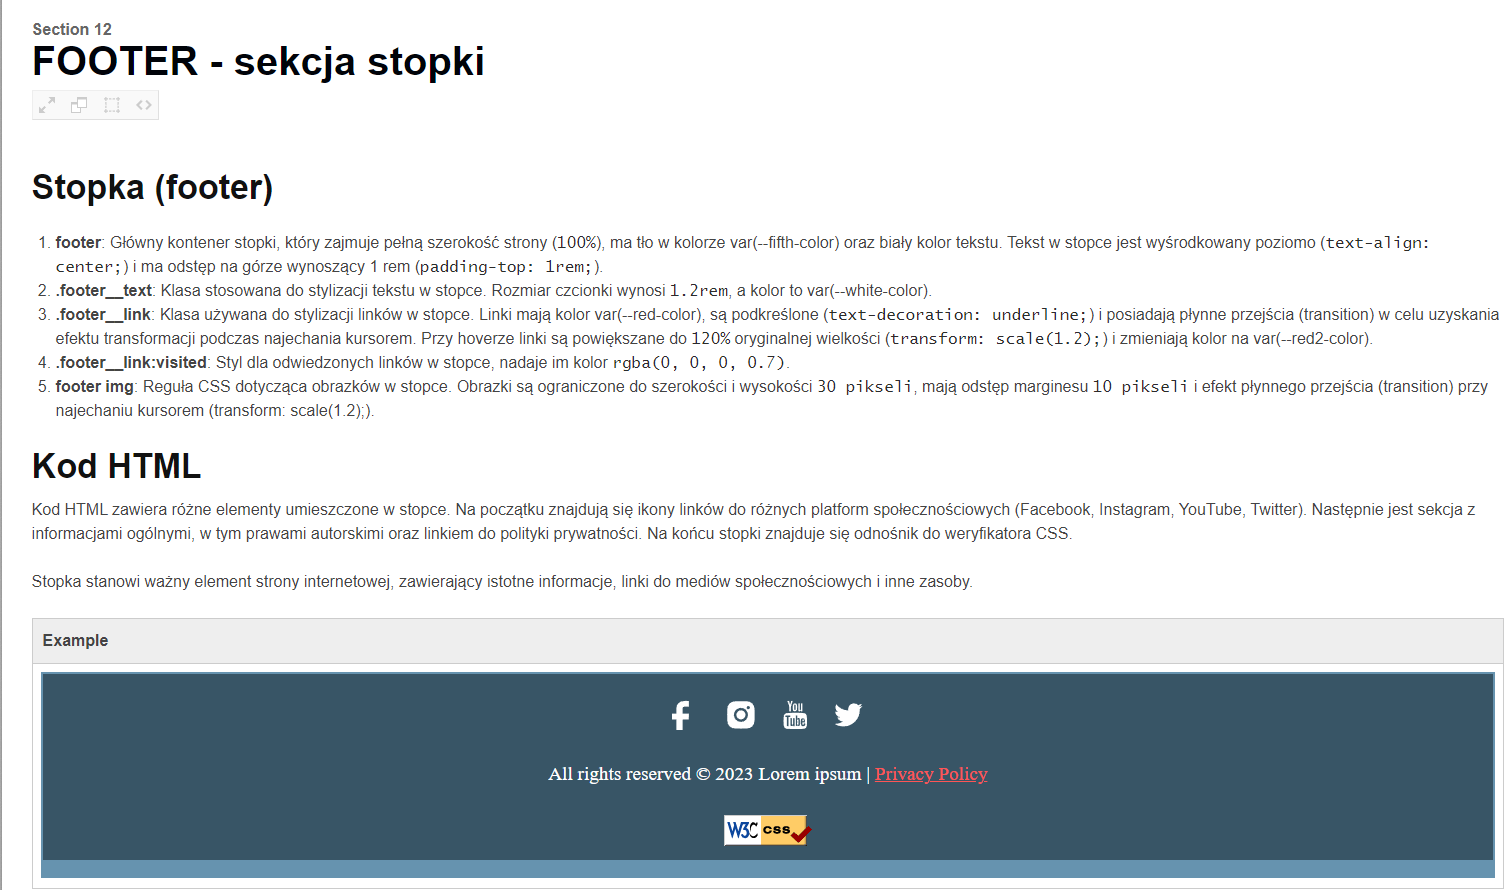 Section 12
FOOTER - sekcja stopki
Stopka (footer)
1. footer: Główny kontener stopki, który zajmuje pełną szerokość strony (100%), ma tło w kolorze var(--fifth-color) oraz biały kolor tekstu. Tekst w stopce jest wyśrodkowany poziomo (text-align:
center;) i ma odstęp na górze wynoszący 1 rem (padding-top: 1rem;).
2. .footer__text: Klasa stosowana do stylizacji tekstu w stopce. Rozmiar czcionki wynosi 1.2rem, a kolor to var(--white-color).
3. .footer__link: Klasa używana do stylizacji linków w stopce. Linki mają kolor var(--red-color), są podkreślone (text-decoration: underline;) i posiadają płynne przejścia (transition) w celu uzyskania
efektu transformacji podczas najechania kursorem. Przy hoverze linki są powiększane do 120% oryginalnej wielkości (transform: scale(1.2);) i zmieniają kolor na var(--red2-color).
4. .footer__link:visited: Styl dla odwiedzonych linków w stopce, nadaje im kolor rgba(0, 0, 0, 0.7).
5. footer img: Reguła CSS dotycząca obrazków w stopce. Obrazki są ograniczone do szerokości i wysokości 30 pikseli, mają odstęp marginesu 10 pikseli i efekt płynnego przejścia (transition) przy
najechaniu kursorem (transform: scale(1.2);).
Kod HTML
Kod HTML zawiera różne elementy umieszczone w stopce. Na początku znajdują się ikony linków do różnych platform społecznościowych (Facebook, Instagram, YouTube, Twitter). Następnie jest sekcja z
informacjami ogólnymi, w tym prawami autorskimi oraz linkiem do polityki prywatności. Na końcu stopki znajduje się odnośnik do weryfikatora CSS.
Stopka stanowi ważny element strony internetowej, zawierający istotne informacje, linki do mediów społecznościowych i inne zasoby.
Example
You
Tube
All rights reserved © 2023 Lorem ipsum | Privacy Policy
W3C css